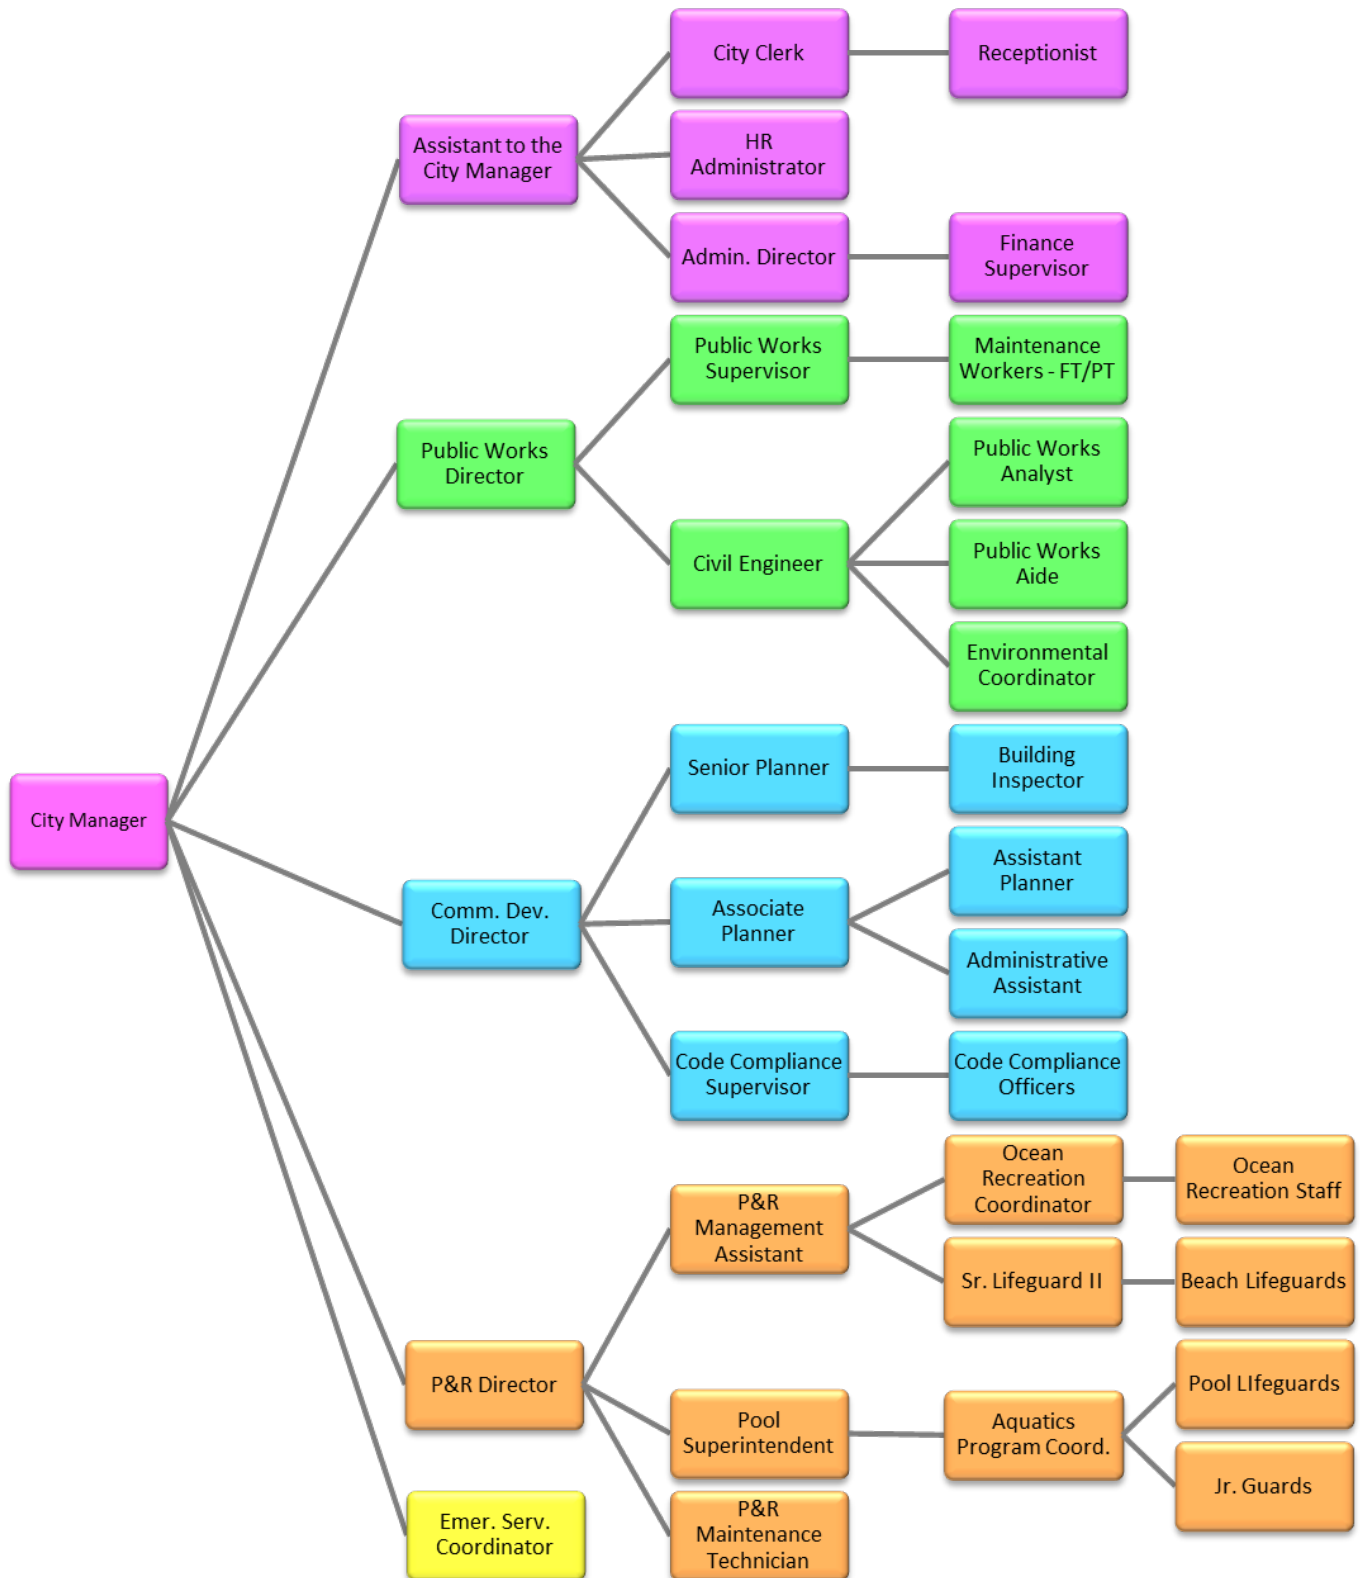 City Clerk
Receptionist
Assistant to the
City Manager
HR
Administrator
Admin. Director
Finance
Supervisor
Public Works
Supervisor
Maintenance
Workers - FT/PT
Public Works
Director
Public Works
Analyst
Civil Engineer
Public Works
Aide
Environmental
Coordinator
City Manager
Senior Planner
Building
Inspector
Comm. Dev.
Director
Associate
Planner
Assistant
Planner
Administrative
Assistant
Code Compliance
Supervisor
Code Compliance
Officers
P&R
Management
Assistant
Ocean
Recreation
Coordinator
Ocean
Recreation Staff
Sr. Lifeguard II
Beach Lifeguards
P&R Director
Pool
Superintendent
Aquatics
Program Coord.
Pool LIfeguards
Jr. Guards
P&R
Maintenance
Technician
Emer. Serv.
Coordinator